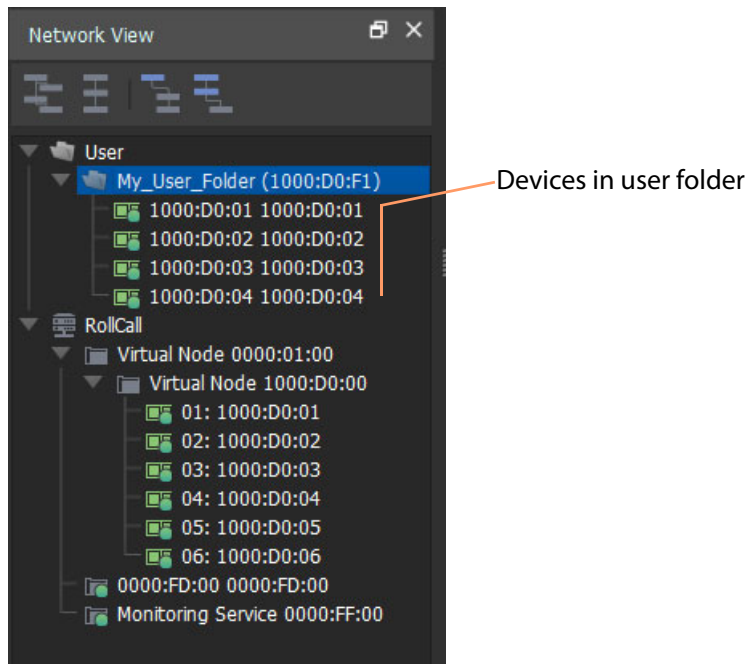 Network View
User
My_User_Folder (1000:D0:F1)
Devices in user folder
1000:D0:01 1000:D0:01
1000:D0:02 1000:D0:02
1000:D0:03 1000:D0:03
1000:D0:04 1000:D0:04
RollCall
Virtual Node 0000:01:00
Virtual Node 1000:D0:00
01: 1000:D0:01
02: 1000:D0:02
03: 1000:D0:03
04: 1000:D0:04
05: 1000:D0:05
06: 1000:D0:06
0000:FD:00 0000:FD:00
Monitoring Service 0000:FF:00